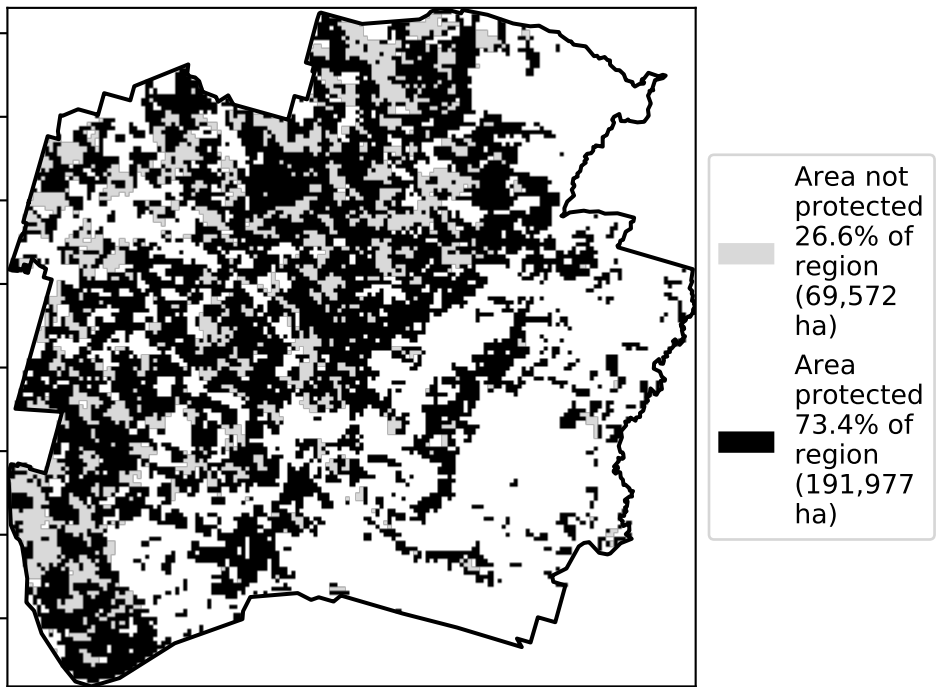 Area not
protected
26.6% of
region
(69,572
ha)
Area
protected
73.4% of
region
(191,977
ha)